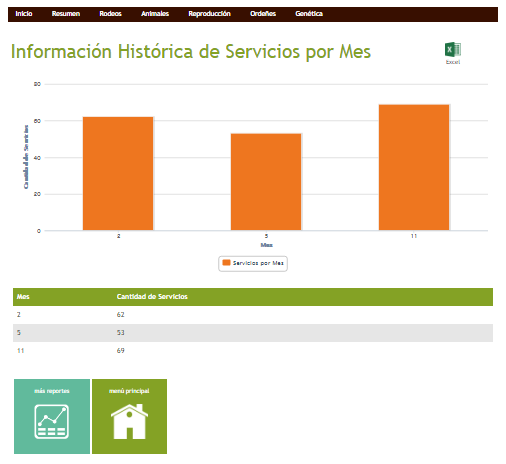 Inicio Resumen Rodeos Animales Reproducción Ordeñes Genética
Información Histórica de Servicios por Mes
Excel
80
60
40
20
0
Cantidad de Servicios
2 5 11
Mes
Servicios por Mes
Mes Cantidad de Servicios
2 62
5 53
11 69
más reportes menú principal